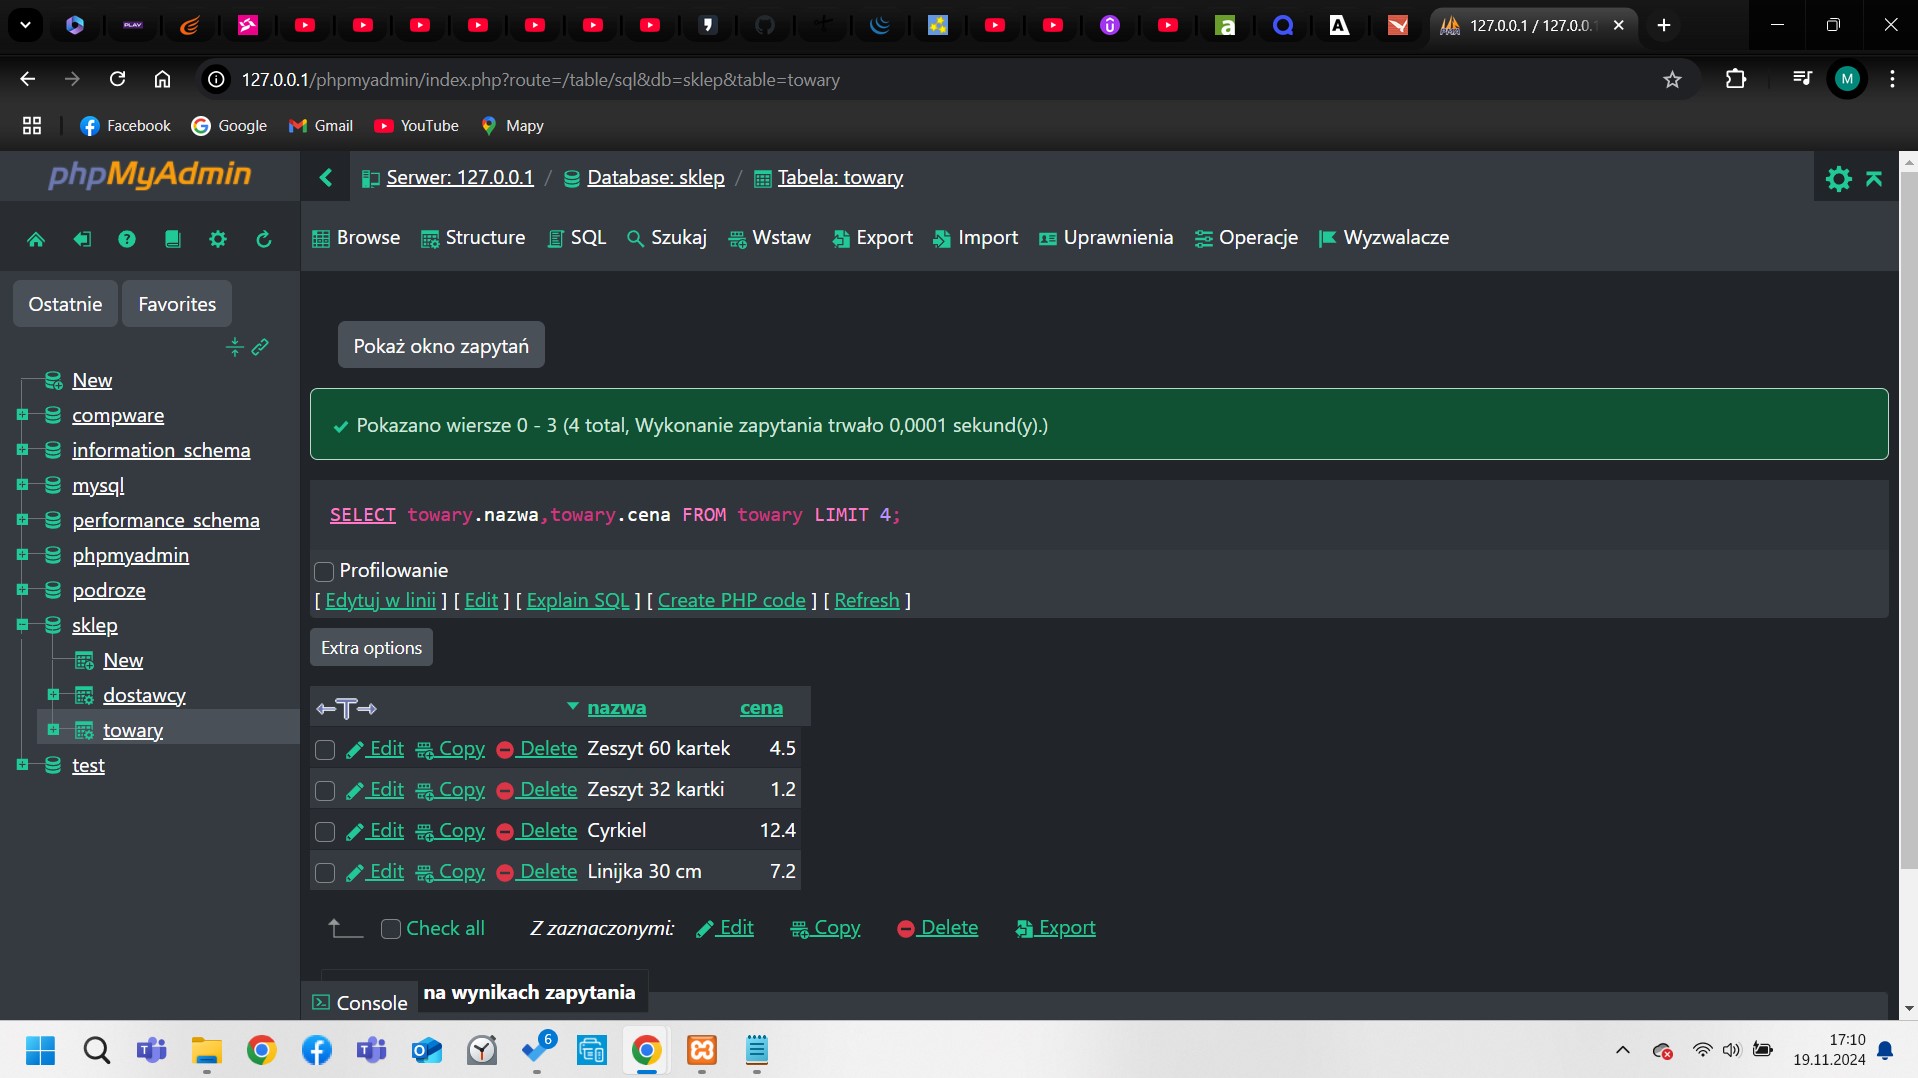 PLAY
127.0.0.1 / 127.0.0.
127.0.0.1/phpmyadmin/index.php?route=/table/sql&db=sklep&table=towary
M
Facebook
Google
Gmail
YouTube
Mapy
phpMyAdmin
Serwer: 127.0.0.1 / Database: sklep / Tabela: towary
Browse
Structure
SQL
Szukaj
Wstaw
Export
Import
Uprawnienia
Operacje
Wyzwalacze
Ostatnie
Favorites
New
compware
information_schema
mysql
performance_schema
phpmyadmin
podroze
sklep
New
dostawcy
towary
test
Pokaż okno zapytań
Pokazano wiersze 0 - 3 (4 total, Wykonanie zapytania trwało 0,0001 sekund(y).)
SELECT towary.nazwa,towary.cena FROM towary LIMIT 4;
Profilowanie
[ Edytuj w linii ] [ Edit ] [ Explain SQL ] [ Create PHP code ] [ Refresh ]
Extra options
←T→ nazwa cena
Edit Copy Delete Zeszyt 60 kartek 4.5
Edit Copy Delete Zeszyt 32 kartki 1.2
Edit Copy Delete Cyrkiel 12.4
Edit Copy Delete Linijka 30 cm 7.2
Check all Z zaznaczonymi: Edit Copy Delete Export
Console
na wynikach zapytania
6
17:10
19.11.2024